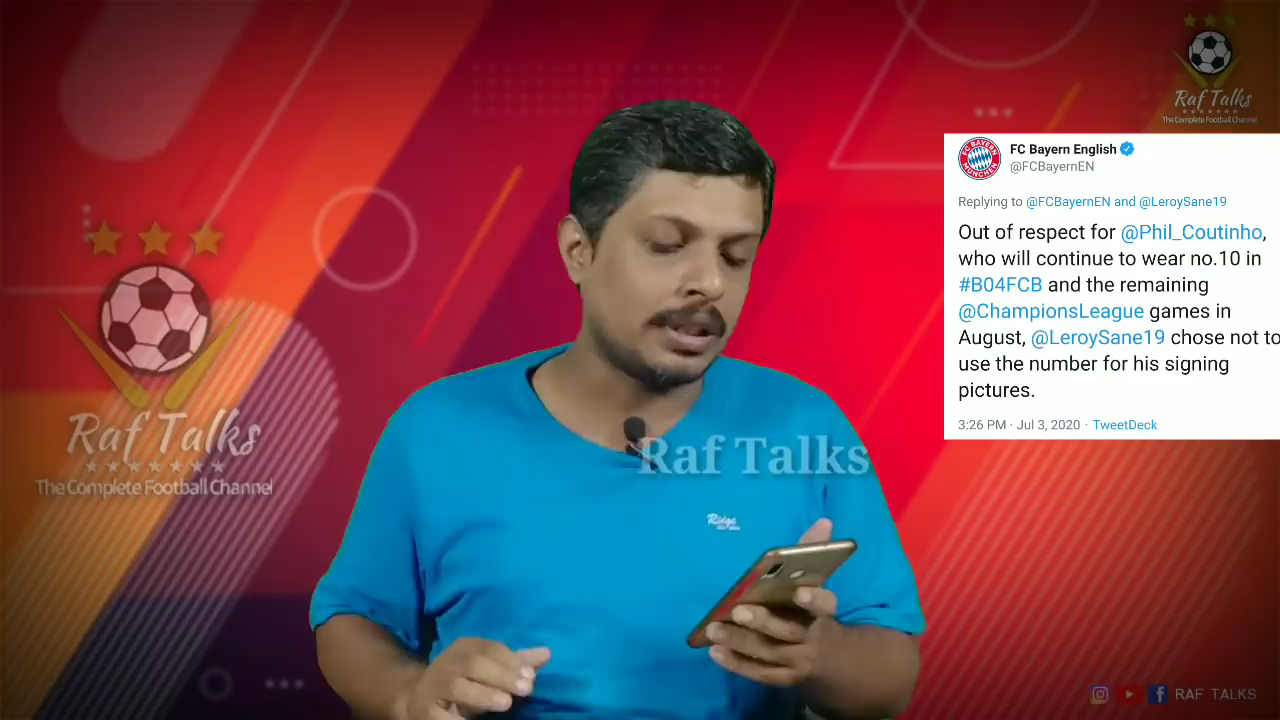 Raf Talks
The Complete Football Channel
FC Bayern English
@FCBayernEN
Replying to @FCBayernEN and @LeroySane19
Out of respect for @Phil_Coutinho,
who will continue to wear no.10 in
#B04FCB and the remaining
@ChampionsLeague games in
August, @LeroySane19 chose not to
use the number for his signing
pictures.
3:26 PM · Jul 3, 2020 · TweetDeck
Raf Talks
The Complete Football Channel
Raf Talks
Ridge
RAF TALKS